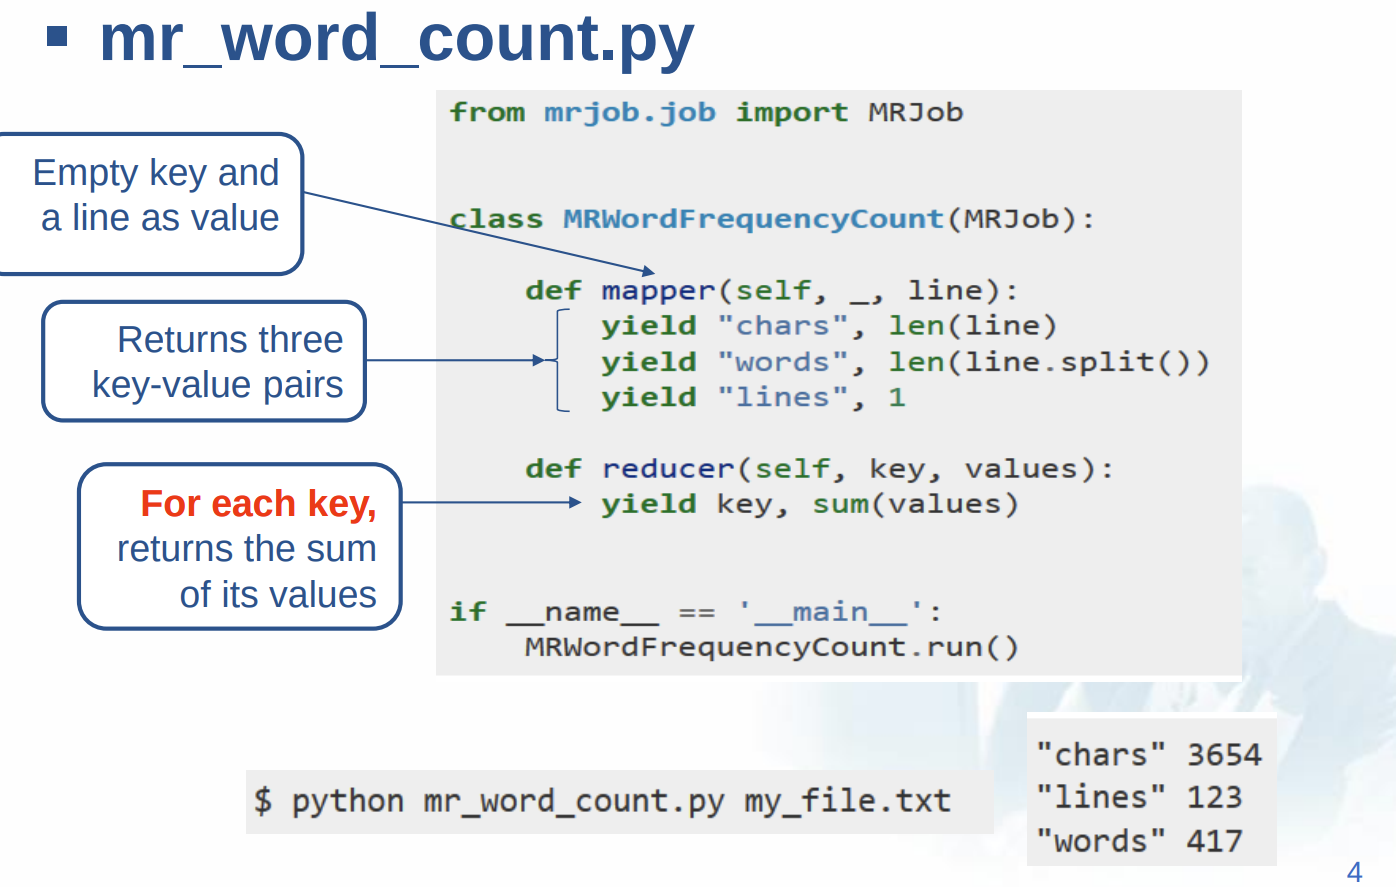 ▪ mr_word_count.py
Empty key and
a line as value
Returns three
key-value pairs
For each key,
returns the sum
of its values
from mrjob.job import MRJob
class MRWordFrequencyCount(MRJob):
    def mapper(self, _, line):
        yield "chars", len(line)
        yield "words", len(line.split())
        yield "lines", 1
    def reducer(self, key, values):
        yield key, sum(values)
if __name__ == '__main__':
    MRWordFrequencyCount.run()
$ python mr_word_count.py my_file.txt
"chars" 3654
"lines" 123
"words" 417
4